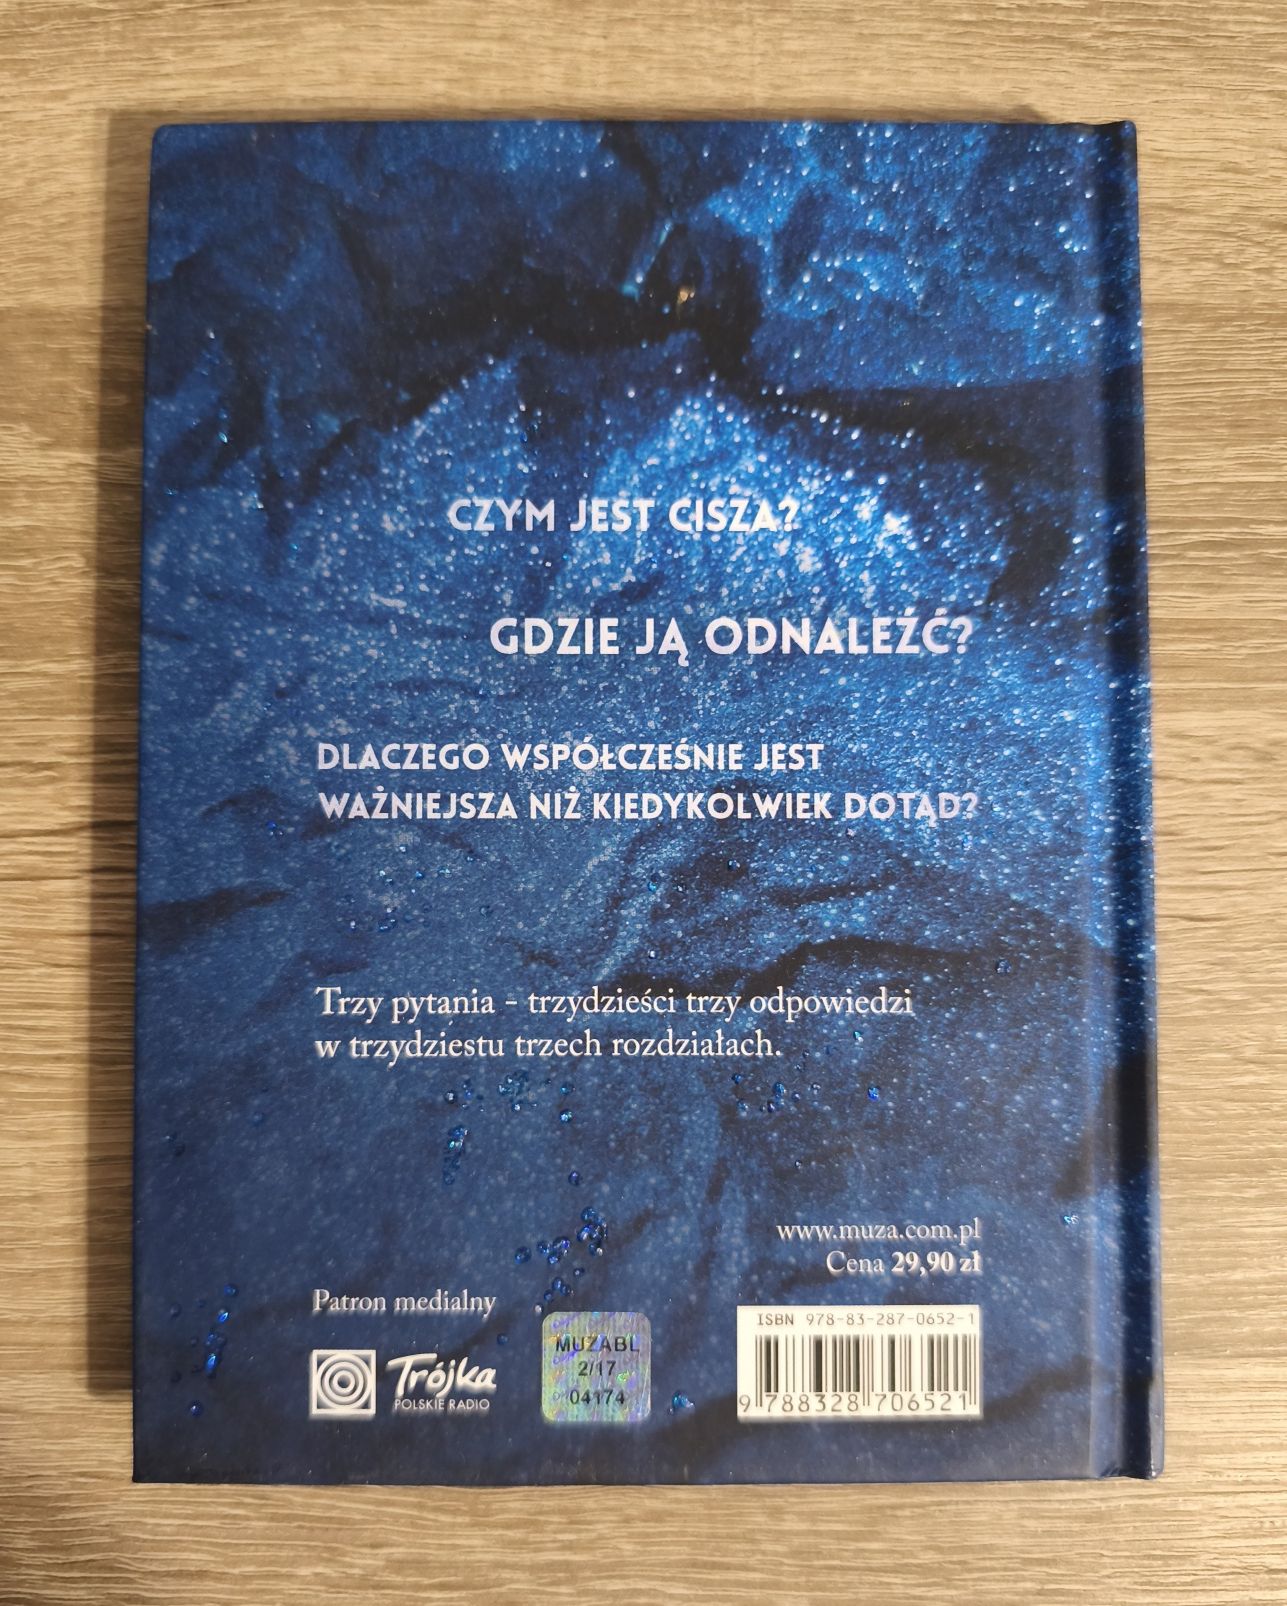 CZYM JEST CISZA?
GDZIE JĄ ODNALEŹĆ?
DLACZEGO WSPÓŁCZEŚNIE JEST
WAŻNIEJSZA NIŻ KIEDYKOLWIEK DOTĄD?
Trzy pytania - trzydzieści trzy odpowiedzi
w trzydziestu trzech rozdziałach.
www.muza.com.pl
Cena 29,90 zł
Patron medialny
Trójka
POLSKIE RADIO
MUZABL
2/17
04174
ISBN 978-83-287-0652-1
9 788328 706521